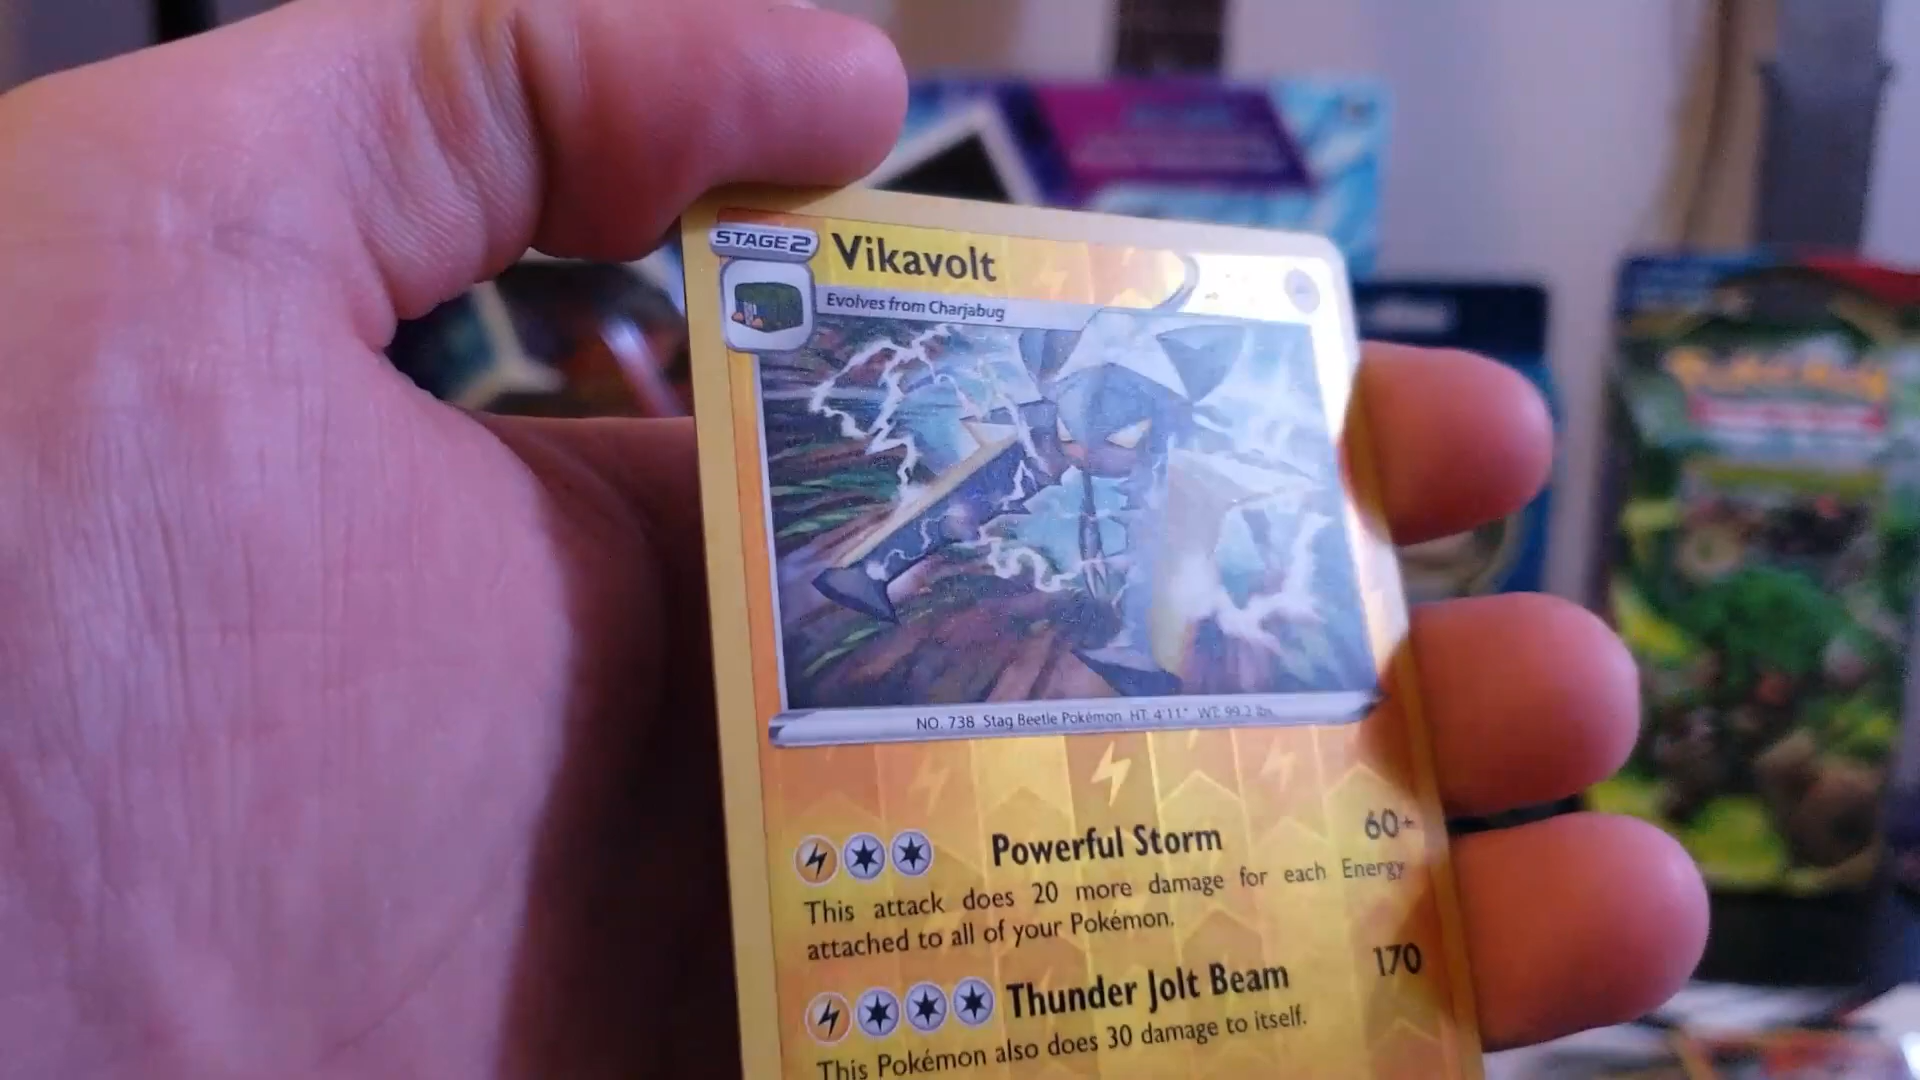 STAGE2
Vikavolt
Evolves from Charjabug
NO. 738 Stag Beetle Pokémon HT: 4'11" WT: 99.2 lbs.
Powerful Storm 60+
This attack does 20 more damage for each Energy
attached to all of your Pokémon.
Thunder Jolt Beam 170
This Pokémon also does 30 damage to itself.